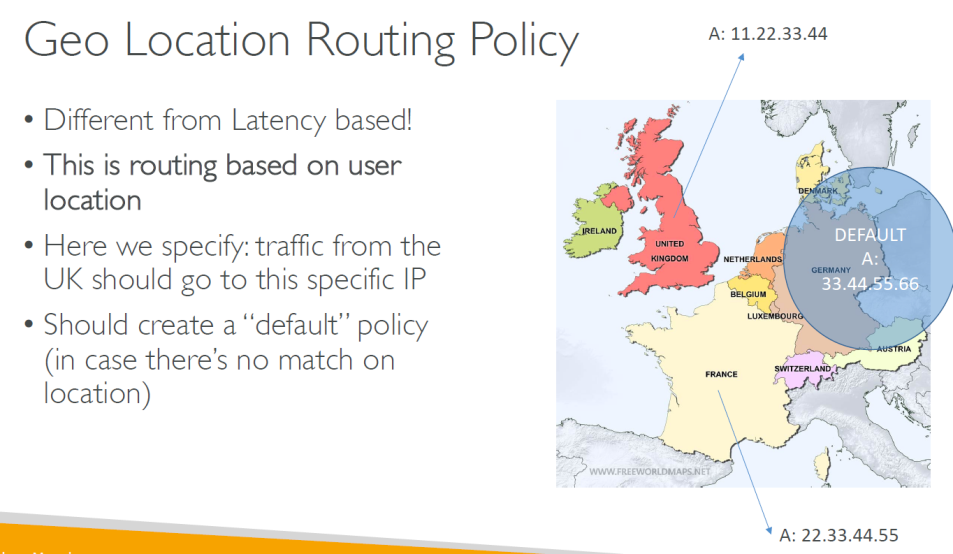 Geo Location Routing Policy
A: 11.22.33.44
• Different from Latency based!
• This is routing based on user
location
• Here we specify: traffic from the
UK should go to this specific IP
• Should create a “default” policy
(in case there’s no match on
location)
DENMARK
IRELAND
UNITED
KINGDOM
NETHERLANDS
DEFAULT
A:
33.44.55.66
GERMANY
BELGIUM
LUXEMBOURG
AUSTRIA
SWITZERLAND
FRANCE
WWW.FREEWORLDMAPS.NET
A: 22.33.44.55